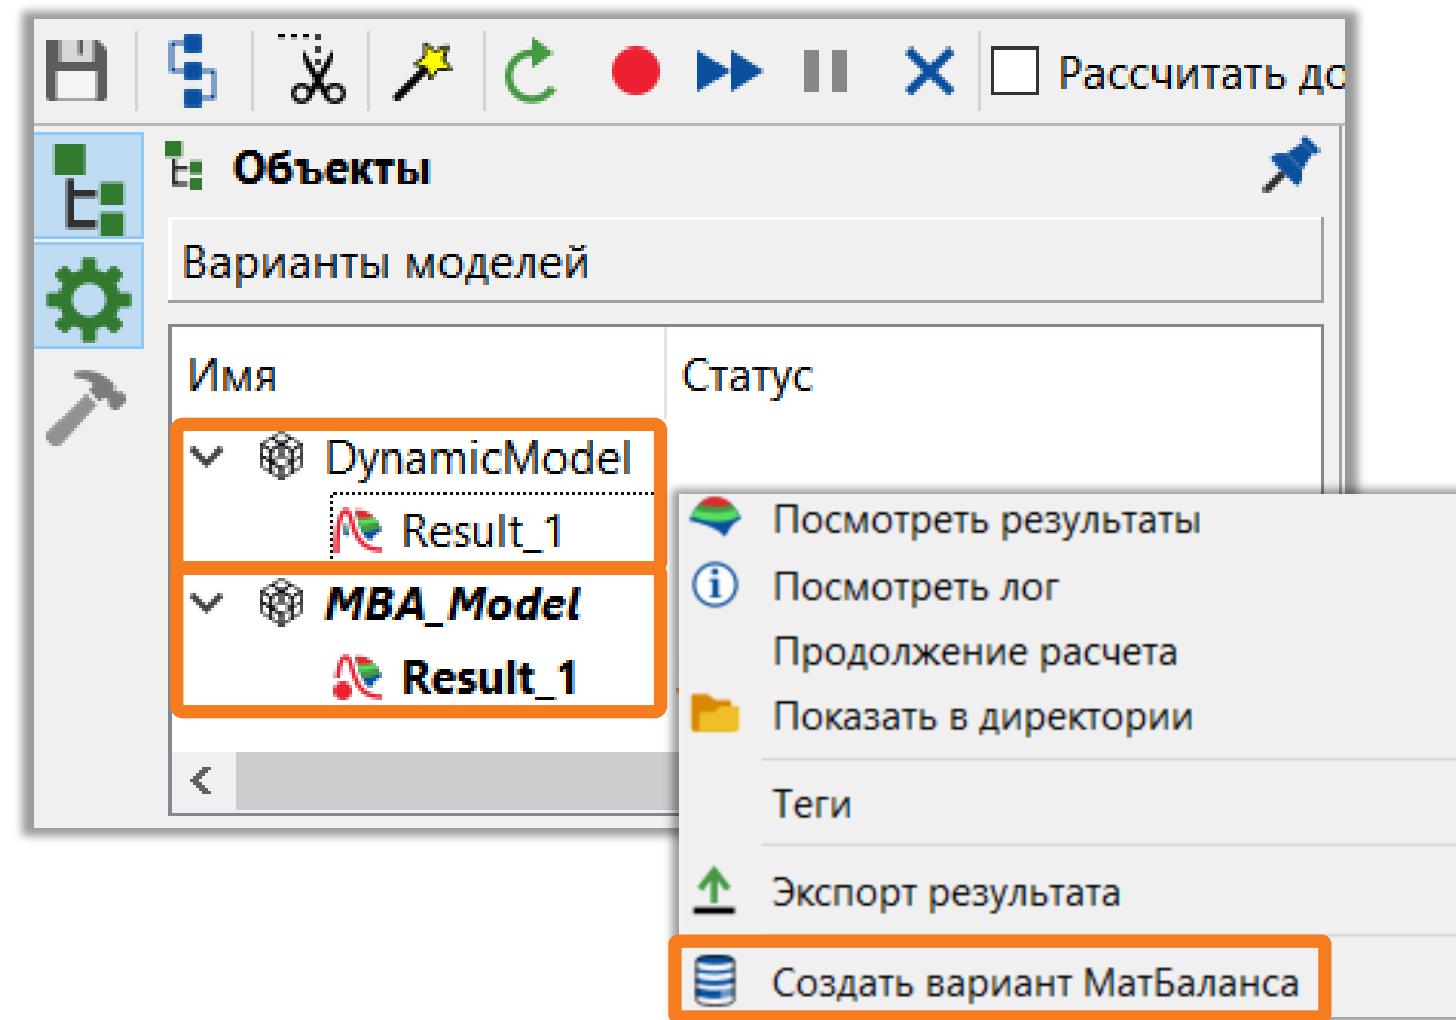 Рассчитать до
Объекты
Варианты моделей
Имя Статус
DynamicModel
Result_1
MBA_Model
Result_1
Посмотреть результаты
Посмотреть лог
Продолжение расчета
Показать в директории
Теги
Экспорт результата
Создать вариант МатБаланса